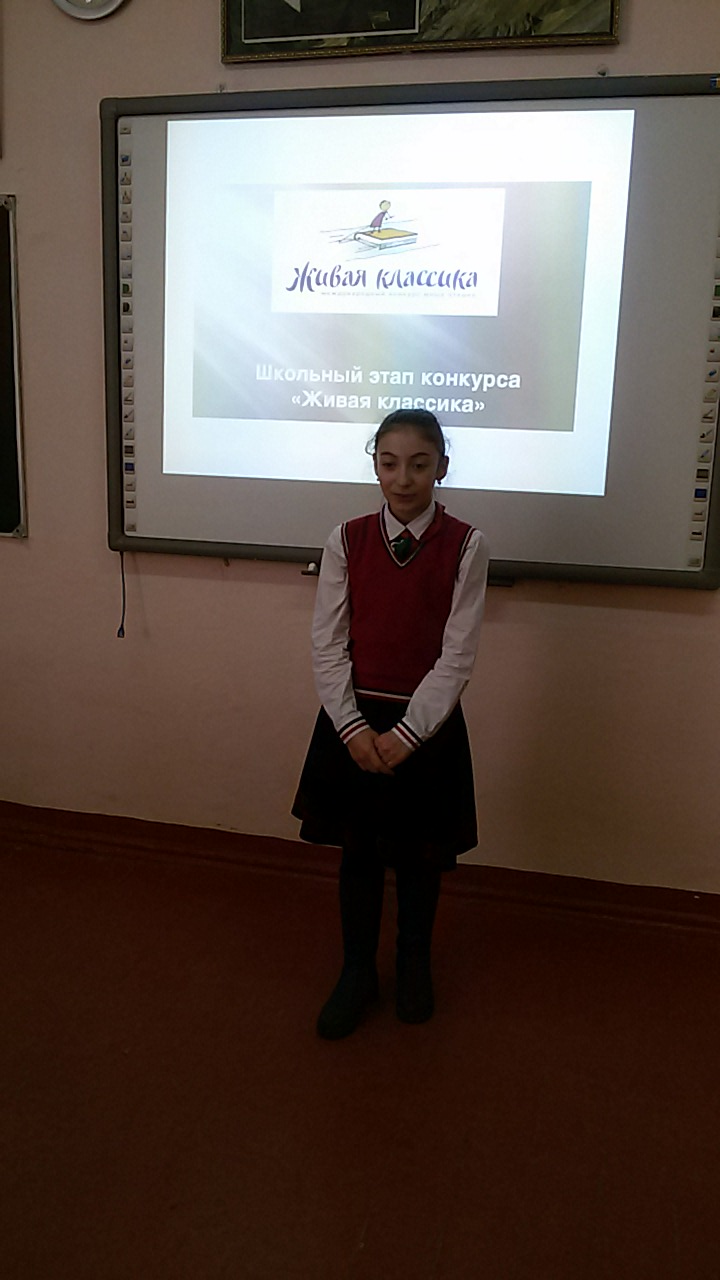 Живая классика
Школьный этап конкурса
«Живая классика»